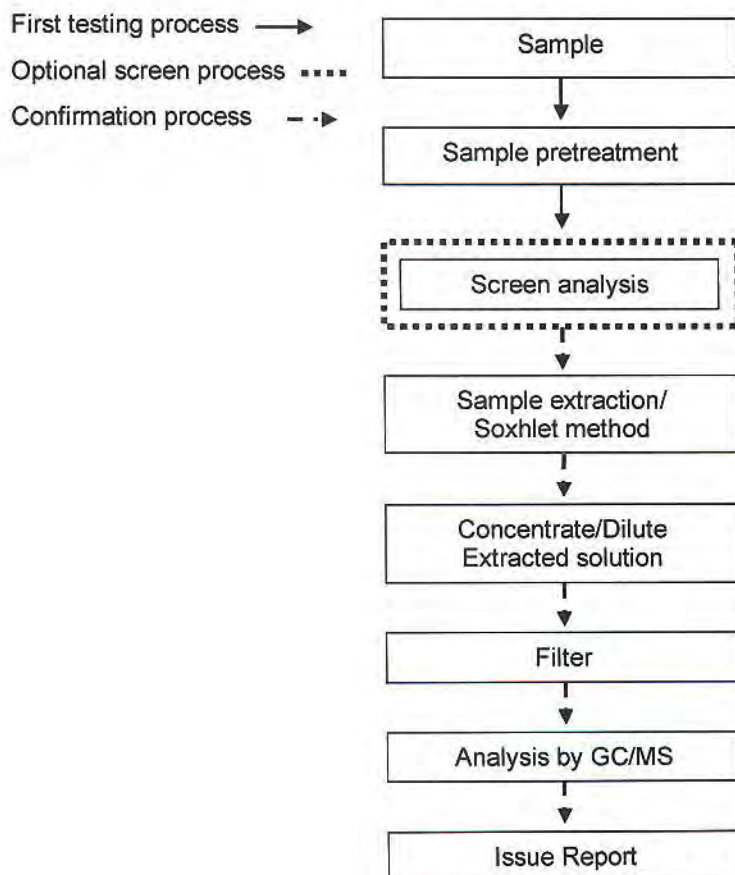 First testing process
Optional screen process
Confirmation process
Sample
Sample pretreatment
Screen analysis
Sample extraction/
Soxhlet method
Concentrate/Dilute
Extracted solution
Filter
Analysis by GC/MS
Issue Report